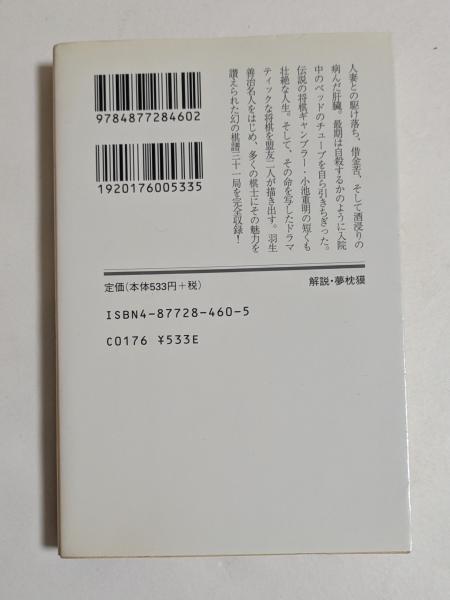 9784877284602
1920176005335
人妻との駆け落ち、借金苦、そして酒浸りの
病んだ肝臓。最期は自殺するかのように入院
中のベッドのチューブを自ら引きちぎった。
伝説の将棋ギャンブラー・小池重明の短くも
壮絶な人生。そして、その命を写したドラマ
ティックな将棋を盟友二人が描き出す。羽生
善治名人をはじめ、多くの棋士にその魅力を
讃えられた幻の棋譜三十一局を完全収録！
定価(本体533円+税)
解説・夢枕獏
ISBN4-87728-460-5
C0176 ¥533E